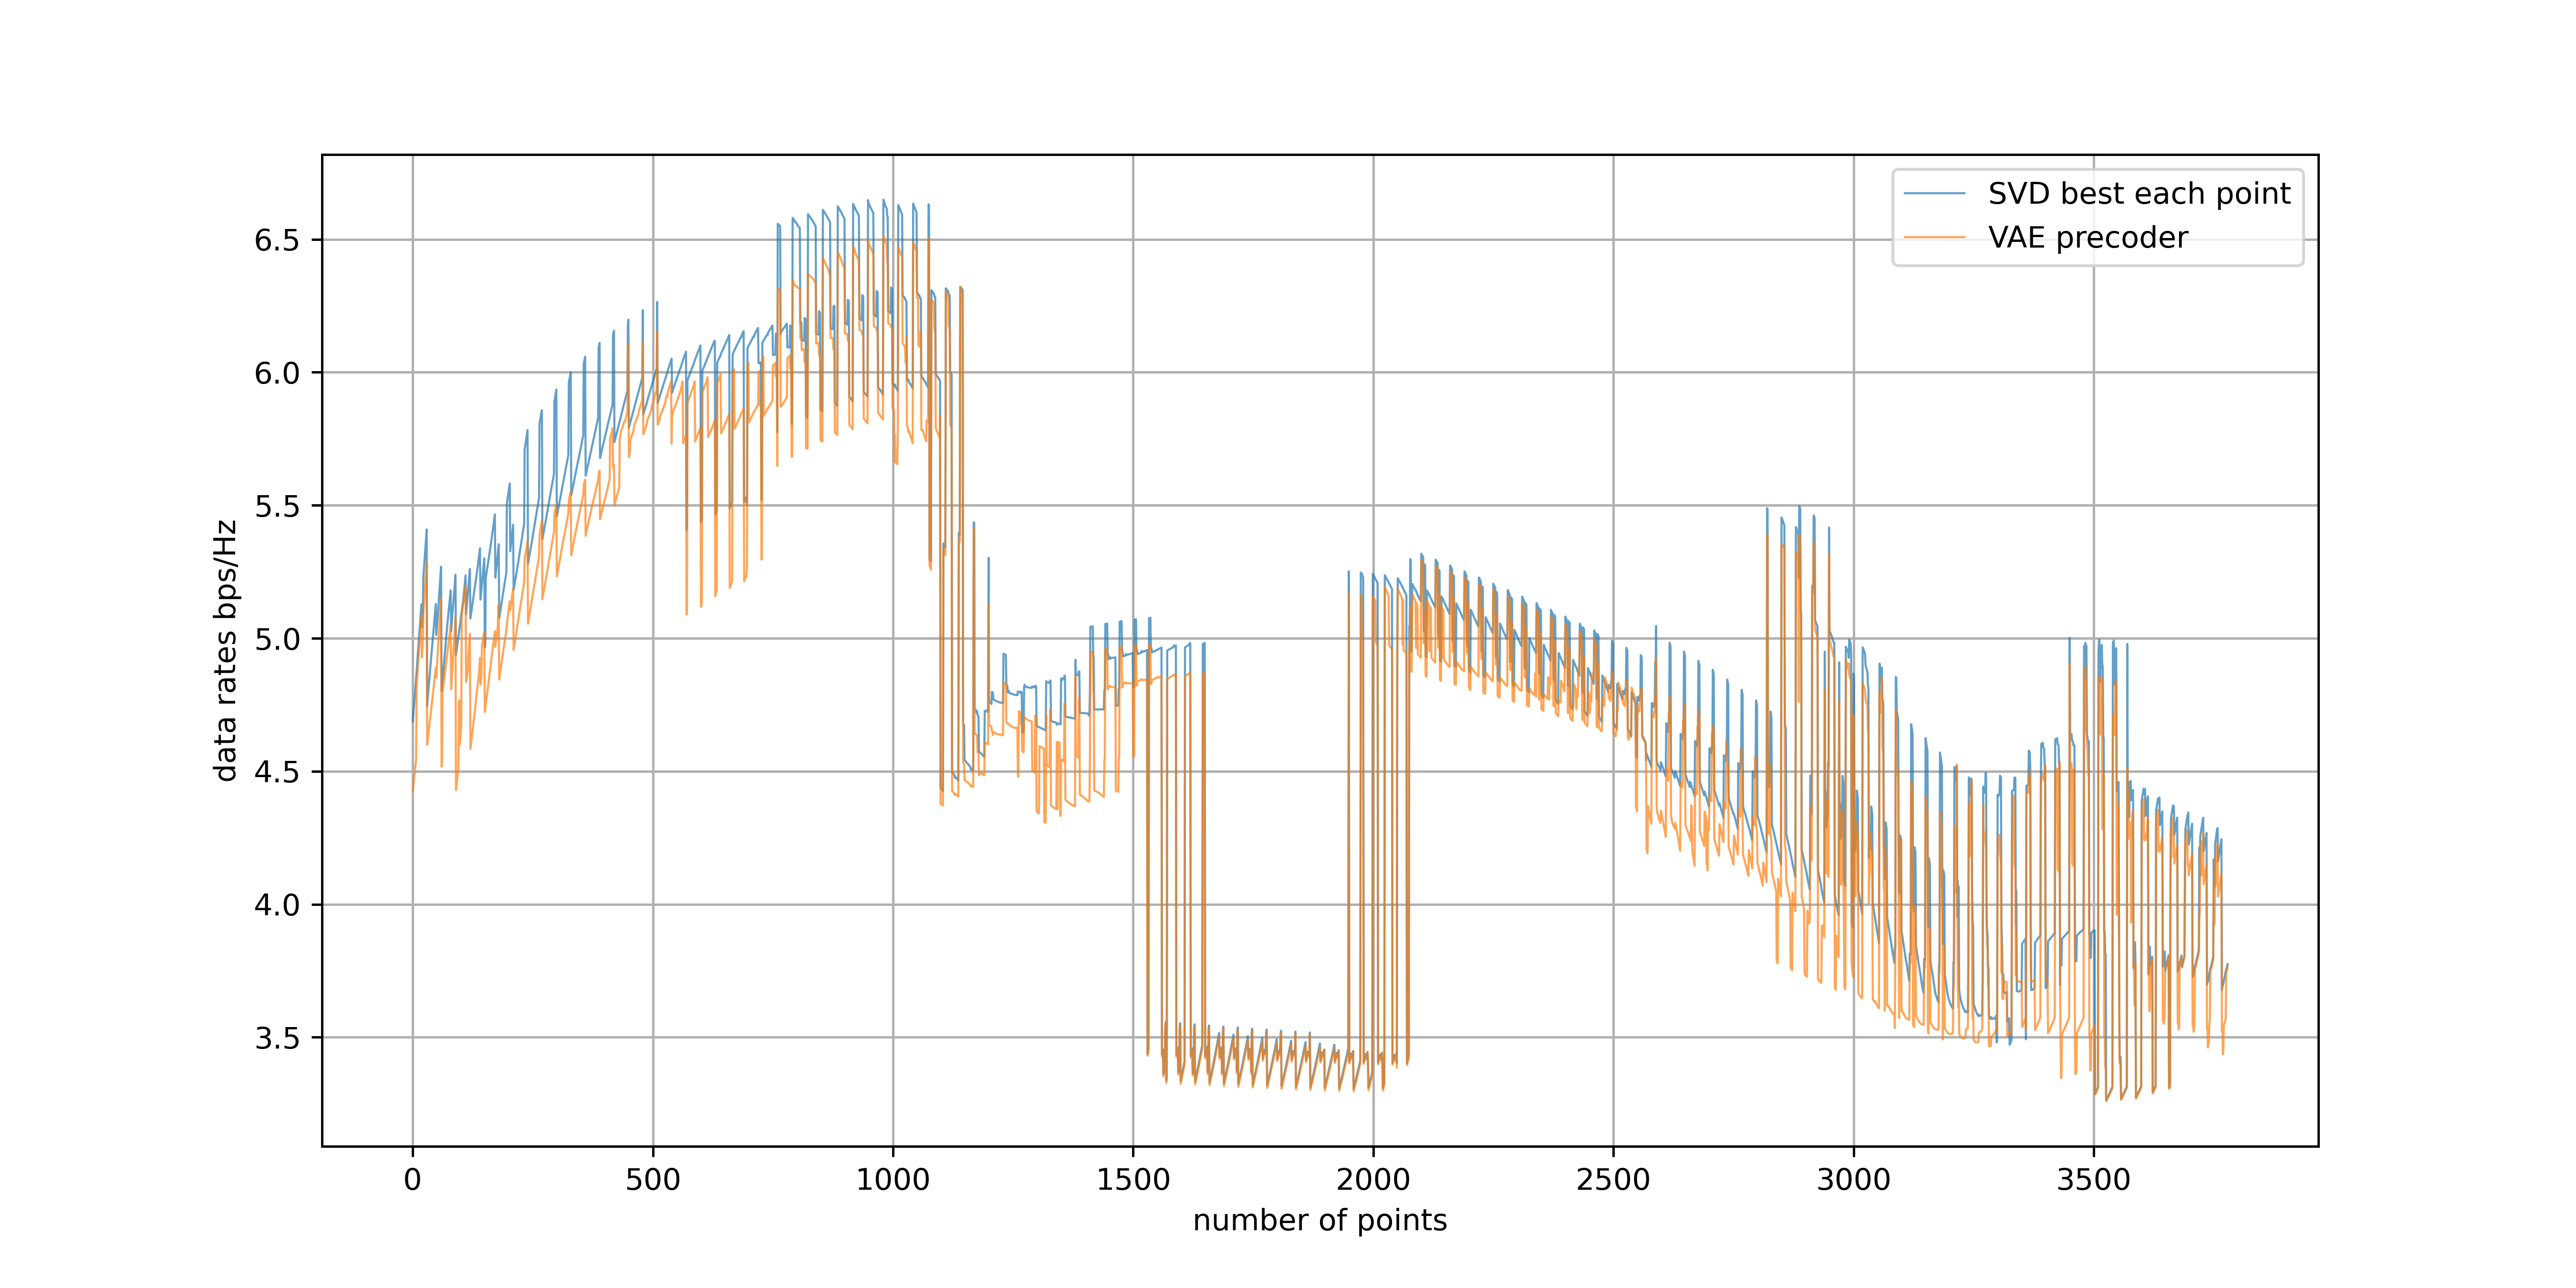 SVD best each point
VAE precoder
6.5
6.0
5.5
5.0
4.5
4.0
3.5
data rates bps/Hz
0 500 1000 1500 2000 2500 3000 3500
number of points